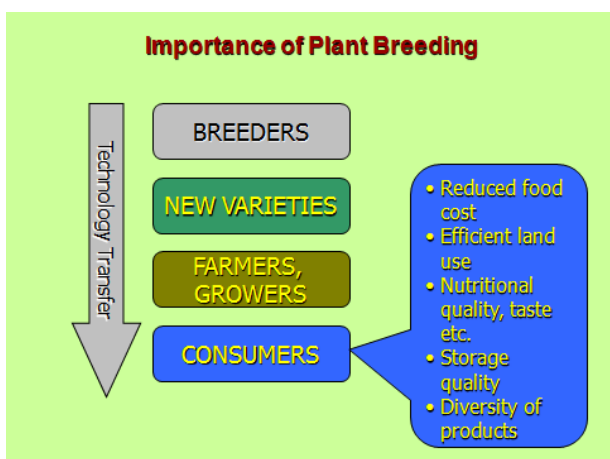 Importance of Plant Breeding
Technology Transfer
BREEDERS
NEW VARIETIES
FARMERS,
GROWERS
CONSUMERS
• Reduced food
cost
• Efficient land
use
• Nutritional
quality, taste
etc.
• Storage
quality
• Diversity of
products